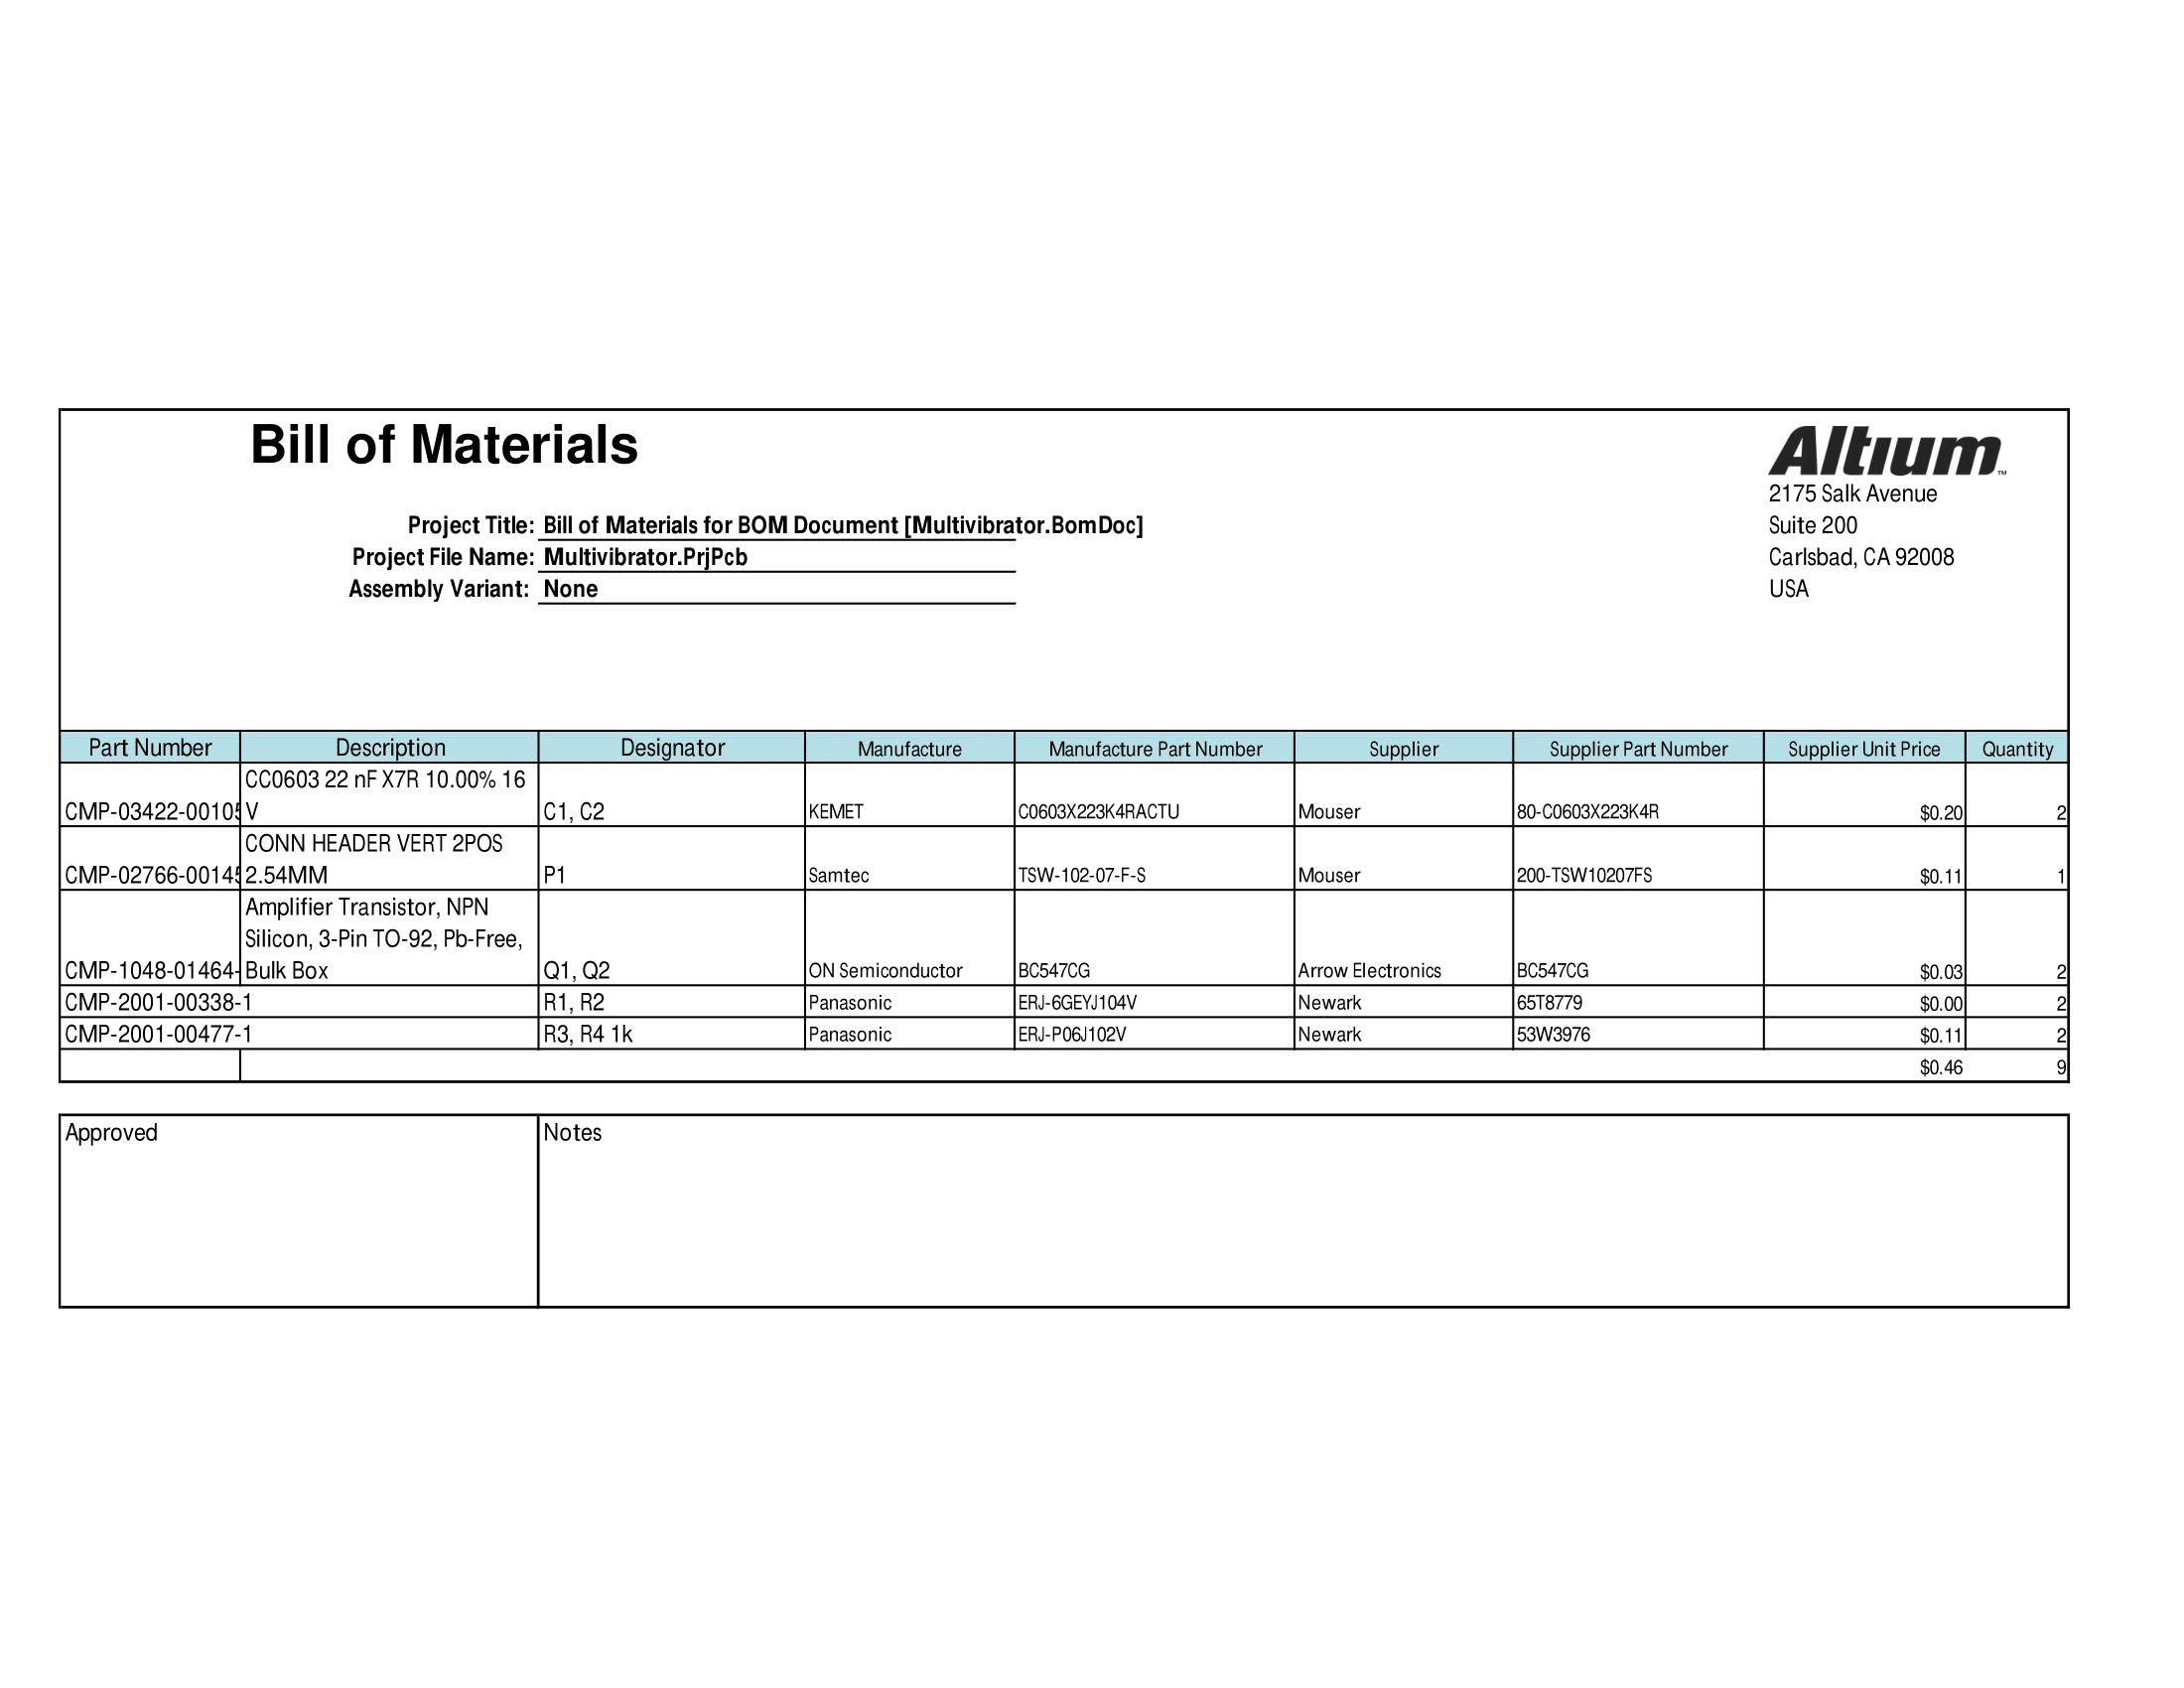 Bill of Materials
Altium™
2175 Salk Avenue
Project Title: Bill of Materials for BOM Document [Multivibrator.BomDoc] Suite 200
Project File Name: Multivibrator.PrjPcb Carlsbad, CA 92008
Assembly Variant: None USA
Part Number Description Designator Manufacture Manufacture Part Number Supplier Supplier Part Number Supplier Unit Price Quantity
CC0603 22 nF X7R 10.00% 16
CMP-03422-00105 V C1, C2 KEMET C0603X223K4RACTU Mouser 80-C0603X223K4R $0.20 2
CONN HEADER VERT 2POS
CMP-02766-00145 2.54MM P1 Samtec TSW-102-07-F-S Mouser 200-TSW10207FS $0.11 1
Amplifier Transistor, NPN
Silicon, 3-Pin TO-92, Pb-Free,
CMP-1048-01464- Bulk Box Q1, Q2 ON Semiconductor BC547CG Arrow Electronics BC547CG $0.03 2
CMP-2001-00338-1 R1, R2 Panasonic ERJ-6GEYJ104V Newark 65T8779 $0.00 2
CMP-2001-00477-1 R3, R4 1k Panasonic ERJ-P06J102V Newark 53W3976 $0.11 2
$0.46 9
Approved Notes